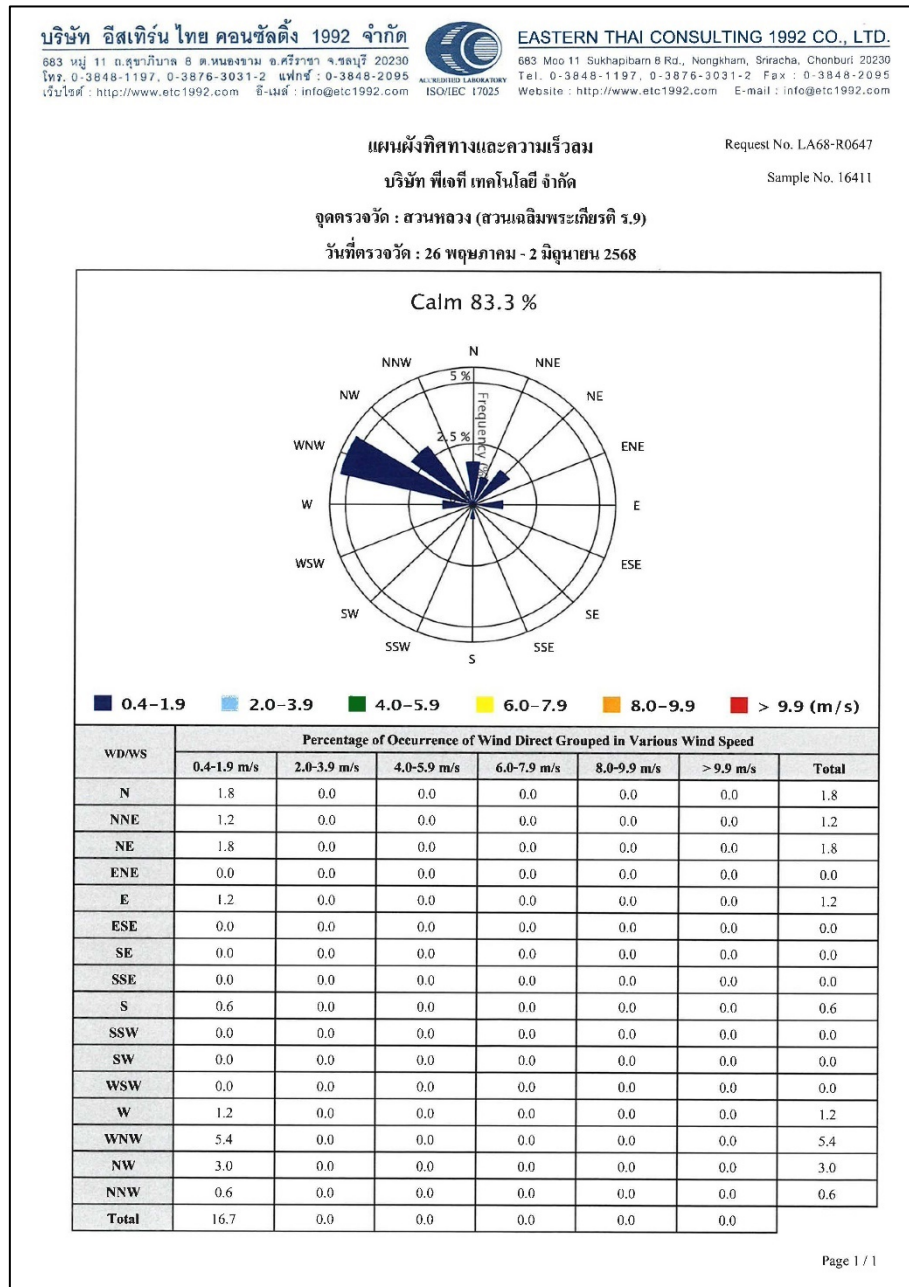 บริษัท อีสเทิร์น ไทย คอนซัลติ้ง 1992 จำกัด
683 หมู่ 11 ถ.สุขาภิบาล 8 ต.หนองขาม อ.ศรีราชา จ.ชลบุรี 20230
โทร. 0-3848-1197, 0-3876-3031-2 แฟกซ์ : 0-3848-2095
เว็บไซต์ : http://www.etc1992.com อี-เมล์ : info@etc1992.com
ACCREDITED LABORATORY
ISO/IEC 17025
EASTERN THAI CONSULTING 1992 CO., LTD.
683 Moo 11 Sukhapibarn 8 Rd., Nongkham, Sriracha, Chonburi 20230
Tel. 0-3848-1197, 0-3876-3031-2 Fax : 0-3848-2095
Website : http://www.etc1992.com E-mail : info@etc1992.com
แผนผังทิศทางและความเร็วลม
Request No. LA68-R0647
บริษัท พีเจที เทคโนโลยี จำกัด
Sample No. 16411
จุดตรวจวัด : สวนหลวง (สวนเฉลิมพระเกียรติ ร.9)
วันที่ตรวจวัด : 26 พฤษภาคม - 2 มิถุนายน 2568
Calm 83.3 %
N
NNW NNE
5 %
NW NE
Frequency (%
WNW 2.5 % ENE
W E
WSW ESE
SW SE
SSW SSE
S
0.4-1.9 2.0-3.9 4.0-5.9 6.0-7.9 8.0-9.9 > 9.9 (m/s)
WD/WS Percentage of Occurrence of Wind Direct Grouped in Various Wind Speed
0.4-1.9 m/s 2.0-3.9 m/s 4.0-5.9 m/s 6.0-7.9 m/s 8.0-9.9 m/s > 9.9 m/s Total
N 1.8 0.0 0.0 0.0 0.0 0.0 1.8
NNE 1.2 0.0 0.0 0.0 0.0 0.0 1.2
NE 1.8 0.0 0.0 0.0 0.0 0.0 1.8
ENE 0.0 0.0 0.0 0.0 0.0 0.0 0.0
E 1.2 0.0 0.0 0.0 0.0 0.0 1.2
ESE 0.0 0.0 0.0 0.0 0.0 0.0 0.0
SE 0.0 0.0 0.0 0.0 0.0 0.0 0.0
SSE 0.0 0.0 0.0 0.0 0.0 0.0 0.0
S 0.6 0.0 0.0 0.0 0.0 0.0 0.6
SSW 0.0 0.0 0.0 0.0 0.0 0.0 0.0
SW 0.0 0.0 0.0 0.0 0.0 0.0 0.0
WSW 0.0 0.0 0.0 0.0 0.0 0.0 0.0
W 1.2 0.0 0.0 0.0 0.0 0.0 1.2
WNW 5.4 0.0 0.0 0.0 0.0 0.0 5.4
NW 3.0 0.0 0.0 0.0 0.0 0.0 3.0
NNW 0.6 0.0 0.0 0.0 0.0 0.0 0.6
Total 16.7 0.0 0.0 0.0 0.0 0.0
Page 1 / 1